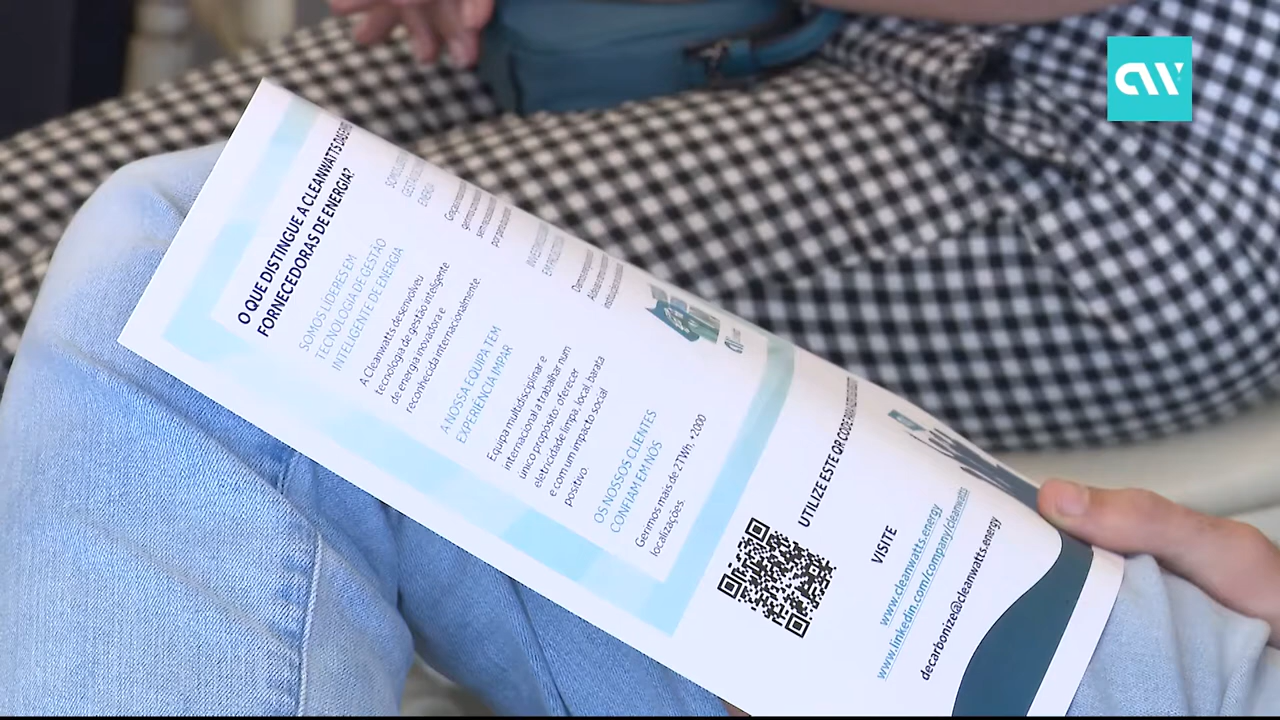 O QUE DISTINGUE A CLEANWATTS DAS
FORNECEDORAS DE ENERGIA?
SOMOS LÍDERES EM
TECNOLOGIA DE GESTÃO
INTELIGENTE DE ENERGIA
A Cleanwatts desenvolveu
tecnologia de gestão inteligente
de energia inovadora e
reconhecida internacionalmente.
A NOSSA EQUIPA TEM
EXPERIÊNCIA ÍMPAR
Equipa multidisciplinar e
internacional a trabalhar num
único propósito: oferecer
eletricidade limpa, local, barata
e com um impacto social
positivo.
OS NOSSOS CLIENTES
CONFIAM EM NÓS
Gerimos mais de 2TWh, +2000
localizações.
UTILIZE ESTE QR CODE PARA
VISITE
www.cleanwatts.energy
www.linkedin.com/company/cleanwatts
decarbonize@cleanwatts.energy